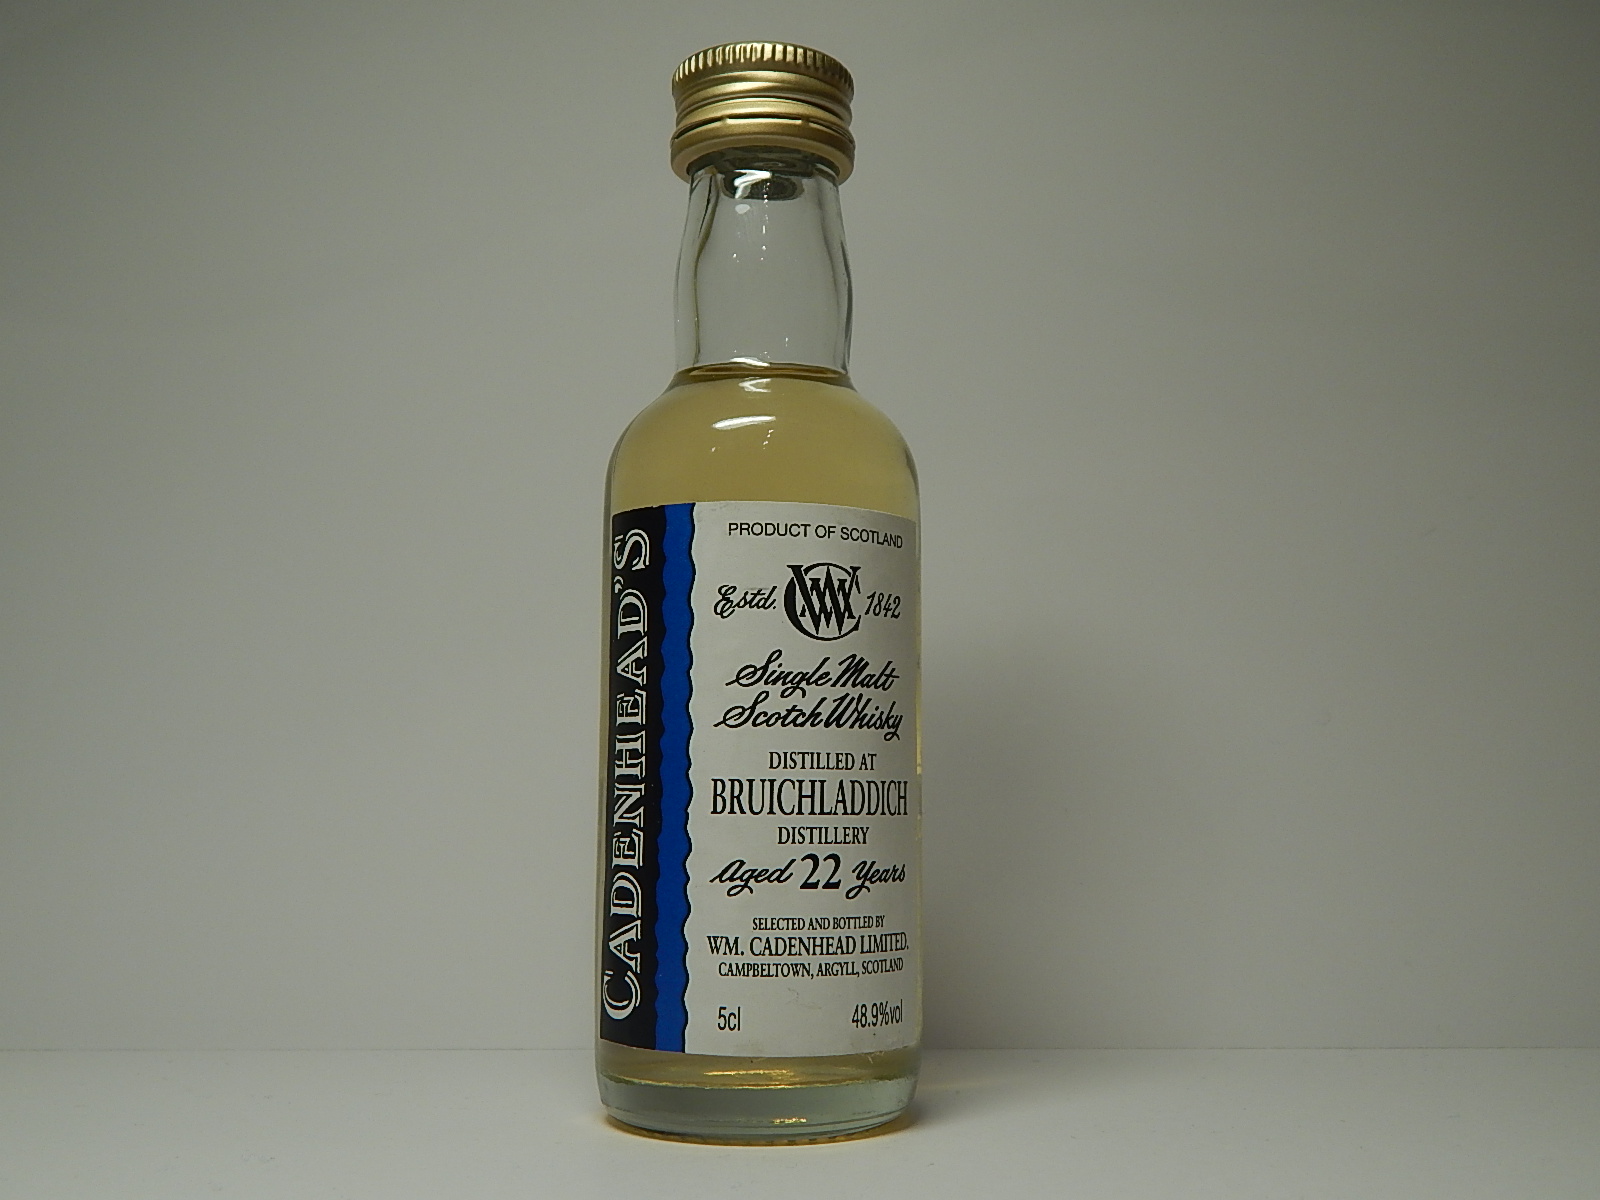 CADENHEAD'S
PRODUCT OF SCOTLAND
Estd. WC 1842
Single Malt
Scotch Whisky
DISTILLED AT
BRUICHLADDICH
DISTILLERY
Aged 22 Years
SELECTED AND BOTTLED BY
WM. CADENHEAD LIMITED.
CAMPBELTOWN, ARGYLL, SCOTLAND
5cl 48.9%vol